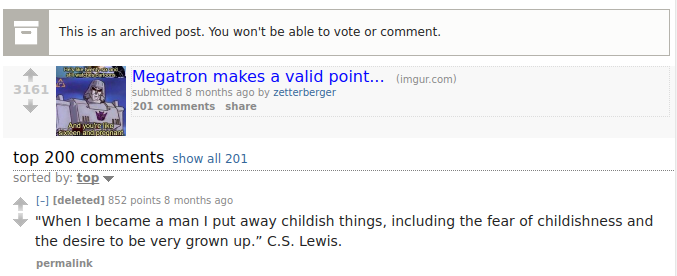 This is an archived post. You won't be able to vote or comment.
Megatron makes a valid point... (imgur.com)
3161
submitted 8 months ago by zetterberger
201 comments share
And you're like
sixteen and pregnant
top 200 comments show all 201
sorted by: top
[–] [deleted] 852 points 8 months ago
"When I became a man I put away childish things, including the fear of childishness and
the desire to be very grown up.” C.S. Lewis.
permalink